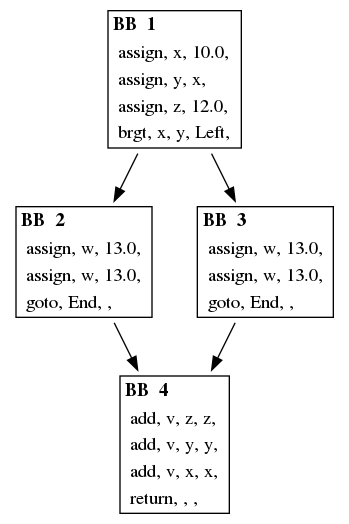 BB 1
assign, x, 10.0,
assign, y, x,
assign, z, 12.0,
brgt, x, y, Left,
BB 2
assign, w, 13.0,
assign, w, 13.0,
goto, End, ,
BB 3
assign, w, 13.0,
assign, w, 13.0,
goto, End, ,
BB 4
add, v, z, z,
add, v, y, y,
add, v, x, x,
return, , ,